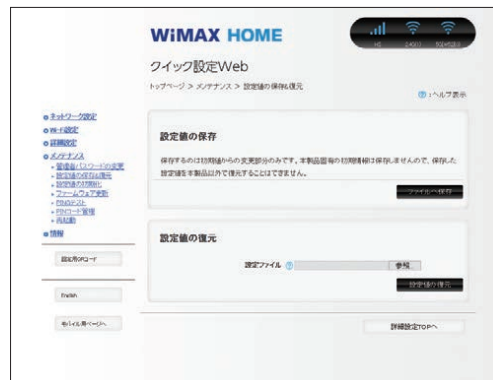 WiMAX HOME
クイック設定Web
トップページ > メンテナンス > 設定値の保存&復元
? :ヘルプ表示
ネットワーク設定
Wi-Fi設定
詳細設定
メンテナンス
管理者パスワードの変更
設定値の保存&復元
設定値の初期化
ファームウェア更新
PINGテスト
PINコード管理
再起動
情報
設定用QRコード
English
モバイル用ページへ
設定値の保存
保存するのは初期値からの変更部分のみです。本製品固有の初期情報は保存しませんので、保存した
設定値を本製品以外で復元することはできません。
ファイルへ保存
設定値の復元
設定ファイル ?
参照
設定値の復元
詳細設定TOPへ